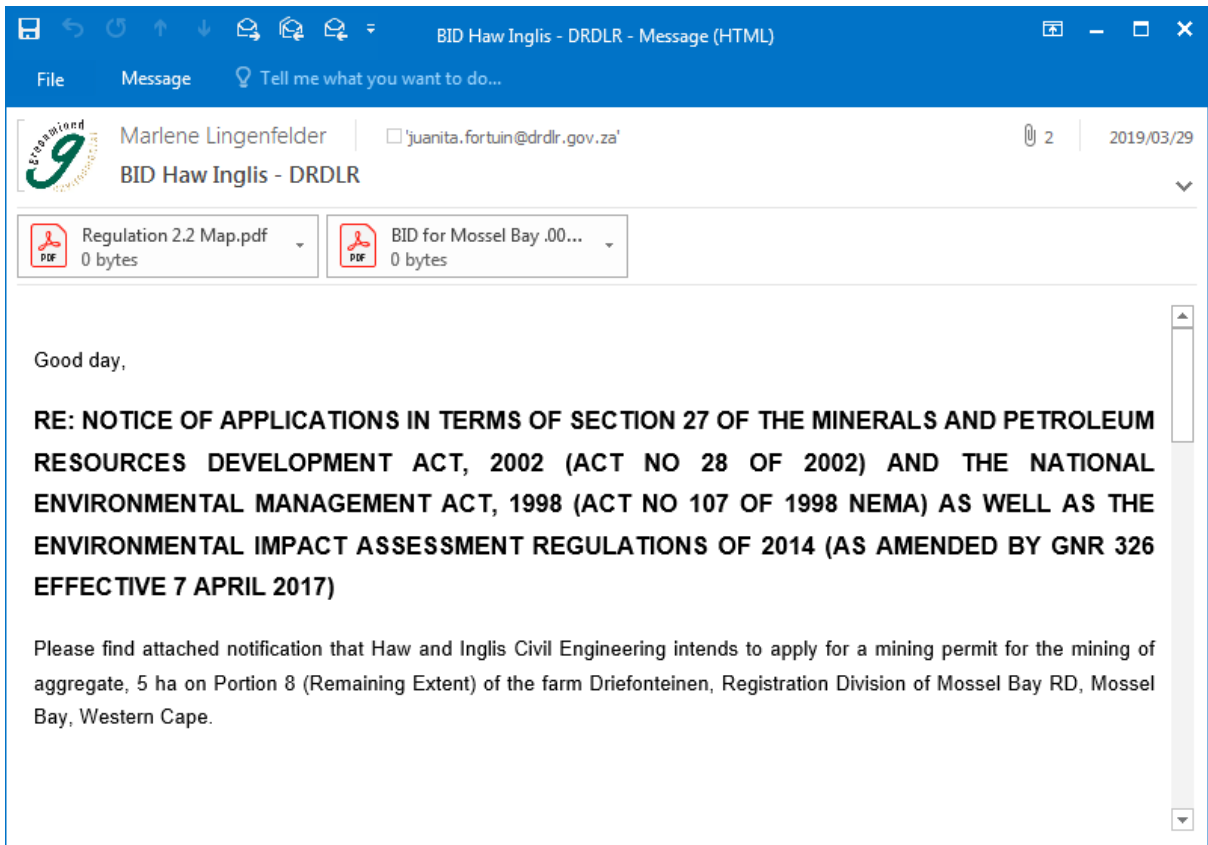 BID Haw Inglis - DRDLR - Message (HTML)
File Message Tell me what you want to do...
Marlene Lingenfelder 'juanita.fortuin@drdlr.gov.za' 2 2019/03/29
BID Haw Inglis - DRDLR
Regulation 2.2 Map.pdf BID for Mossel Bay .00...
0 bytes 0 bytes
PDF PDF
Good day,
RE: NOTICE OF APPLICATIONS IN TERMS OF SECTION 27 OF THE MINERALS AND PETROLEUM
RESOURCES DEVELOPMENT ACT, 2002 (ACT NO 28 OF 2002) AND THE NATIONAL
ENVIRONMENTAL MANAGEMENT ACT, 1998 (ACT NO 107 OF 1998 NEMA) AS WELL AS THE
ENVIRONMENTAL IMPACT ASSESSMENT REGULATIONS OF 2014 (AS AMENDED BY GNR 326
EFFECTIVE 7 APRIL 2017)
Please find attached notification that Haw and Inglis Civil Engineering intends to apply for a mining permit for the mining of
aggregate, 5 ha on Portion 8 (Remaining Extent) of the farm Driefonteinen, Registration Division of Mossel Bay RD, Mossel
Bay, Western Cape.